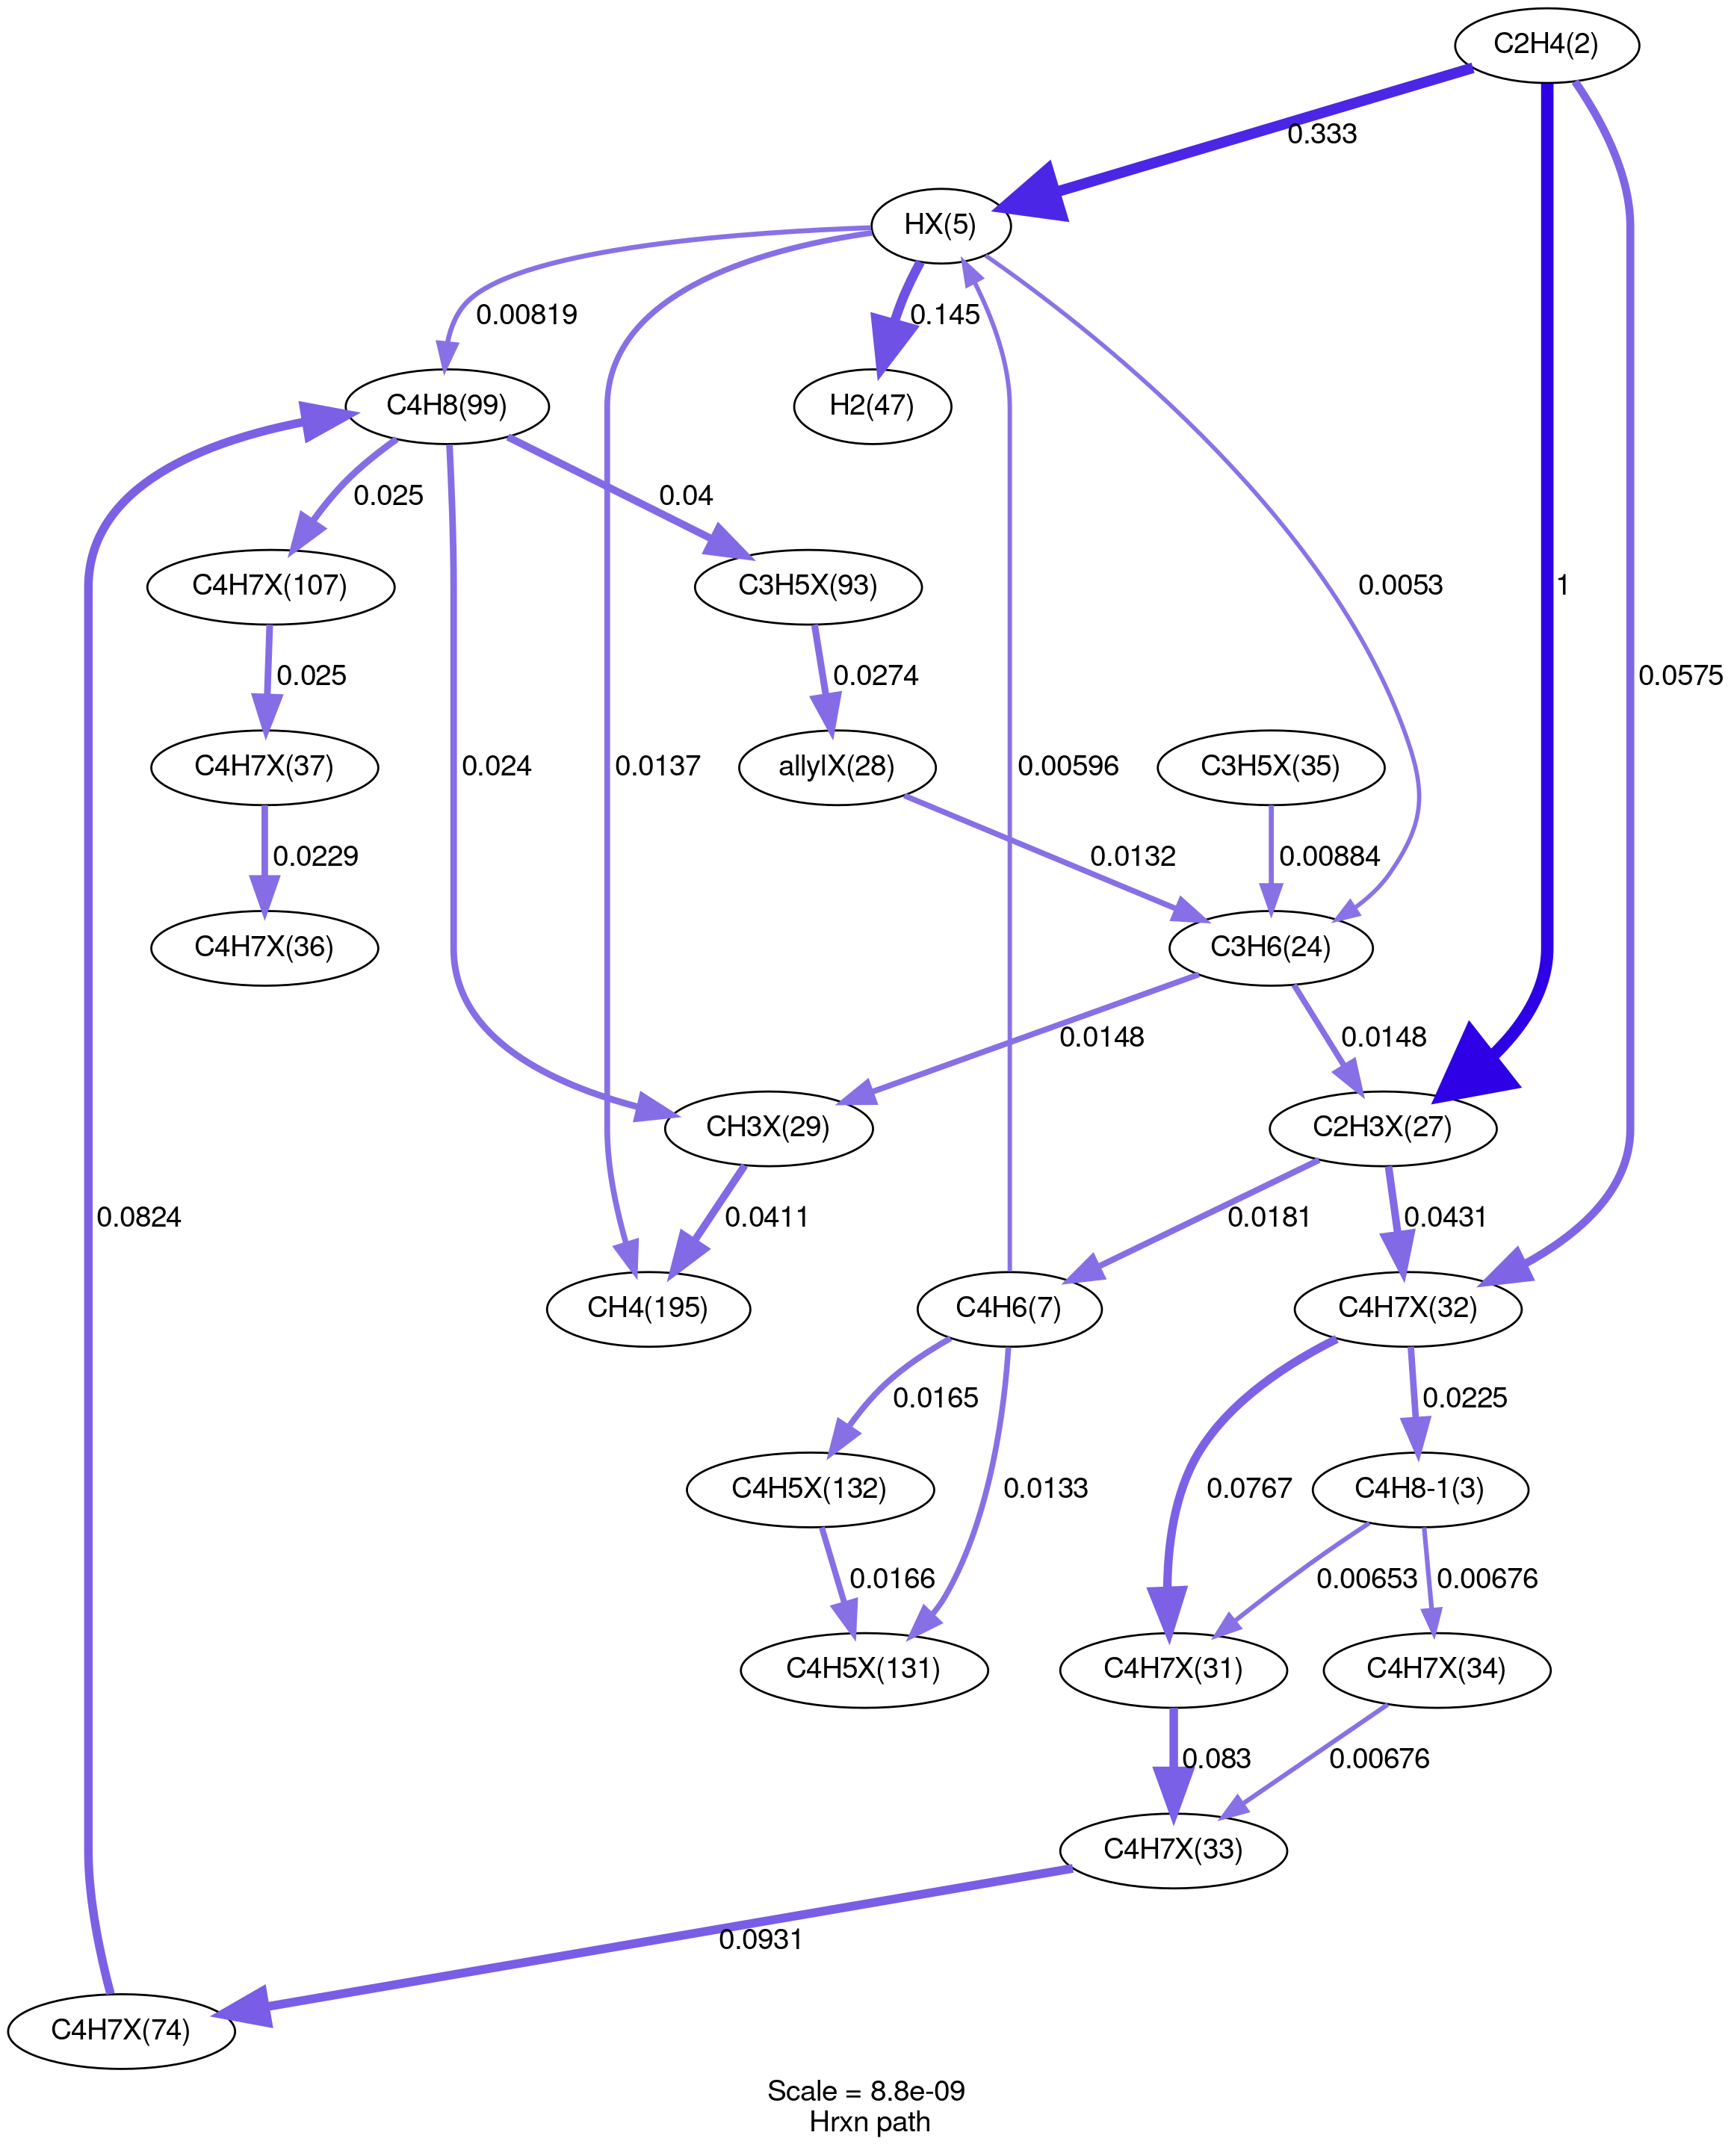 C2H4(2)
0.333
HX(5)
0.00819
0.145
C4H8(99)
H2(47)
0.025
0.04
C4H7X(107)
C3H5X(93)
0.0053
1
0.025
0.0274
0.0575
C4H7X(37)
0.024
0.0137
allylX(28)
0.00596
C3H5X(35)
0.0229
0.0132
0.00884
C4H7X(36)
C3H6(24)
0.0148
0.0148
CH3X(29)
C2H3X(27)
0.0824
0.0411
0.0181
0.0431
CH4(195)
C4H6(7)
C4H7X(32)
0.0165
0.0225
C4H5X(132)
0.0133
0.0767
C4H8-1(3)
0.0166
0.00653
0.00676
C4H5X(131)
C4H7X(31)
C4H7X(34)
0.083
0.00676
C4H7X(33)
0.0931
C4H7X(74)
Scale = 8.8e-09
Hrxn path